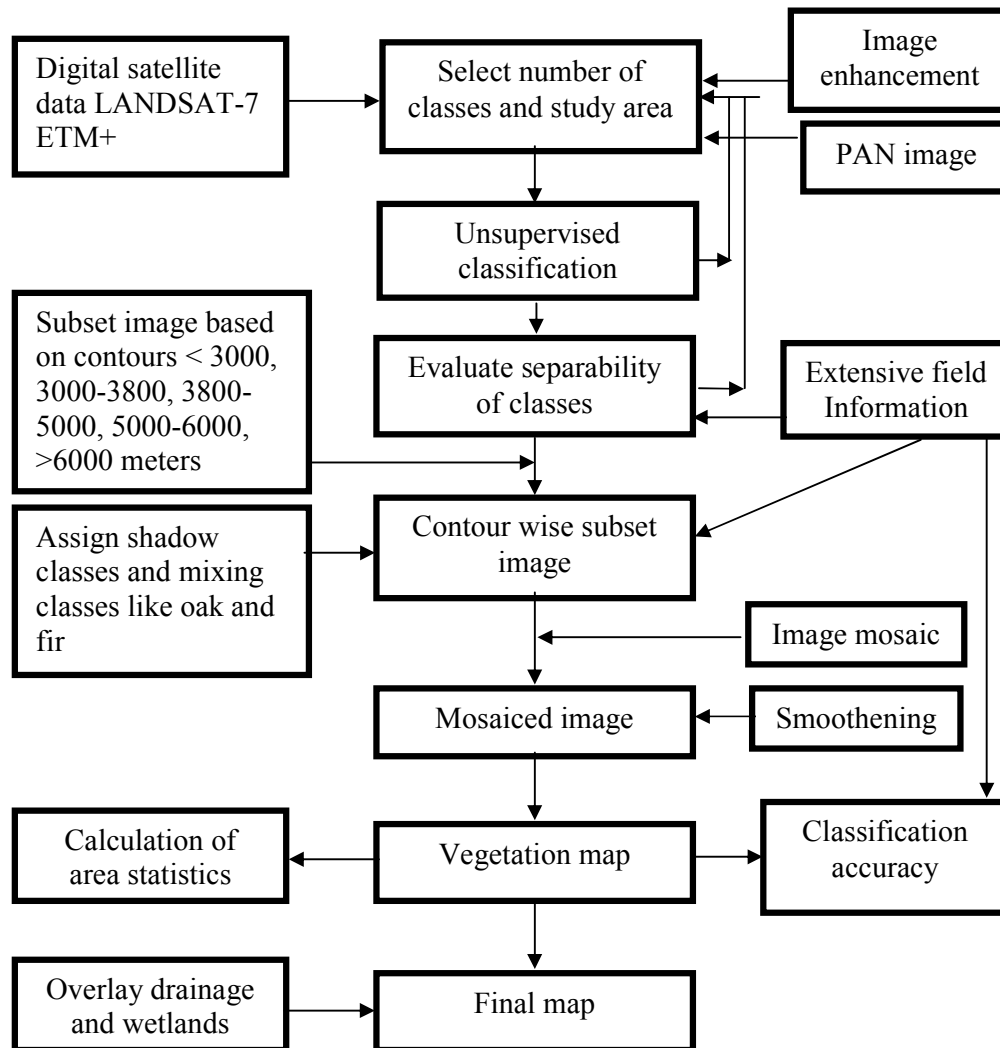 Digital satellite
data LANDSAT-7
ETM+
Select number of
classes and study area
Image
enhancement
PAN image
Unsupervised
classification
Subset image based
on contours < 3000,
3000-3800, 3800-
5000, 5000-6000,
>6000 meters
Evaluate separability
of classes
Extensive field
Information
Assign shadow
classes and mixing
classes like oak and
fir
Contour wise subset
image
Image mosaic
Mosaiced image
Smoothening
Calculation of
area statistics
Vegetation map
Classification
accuracy
Overlay drainage
and wetlands
Final map